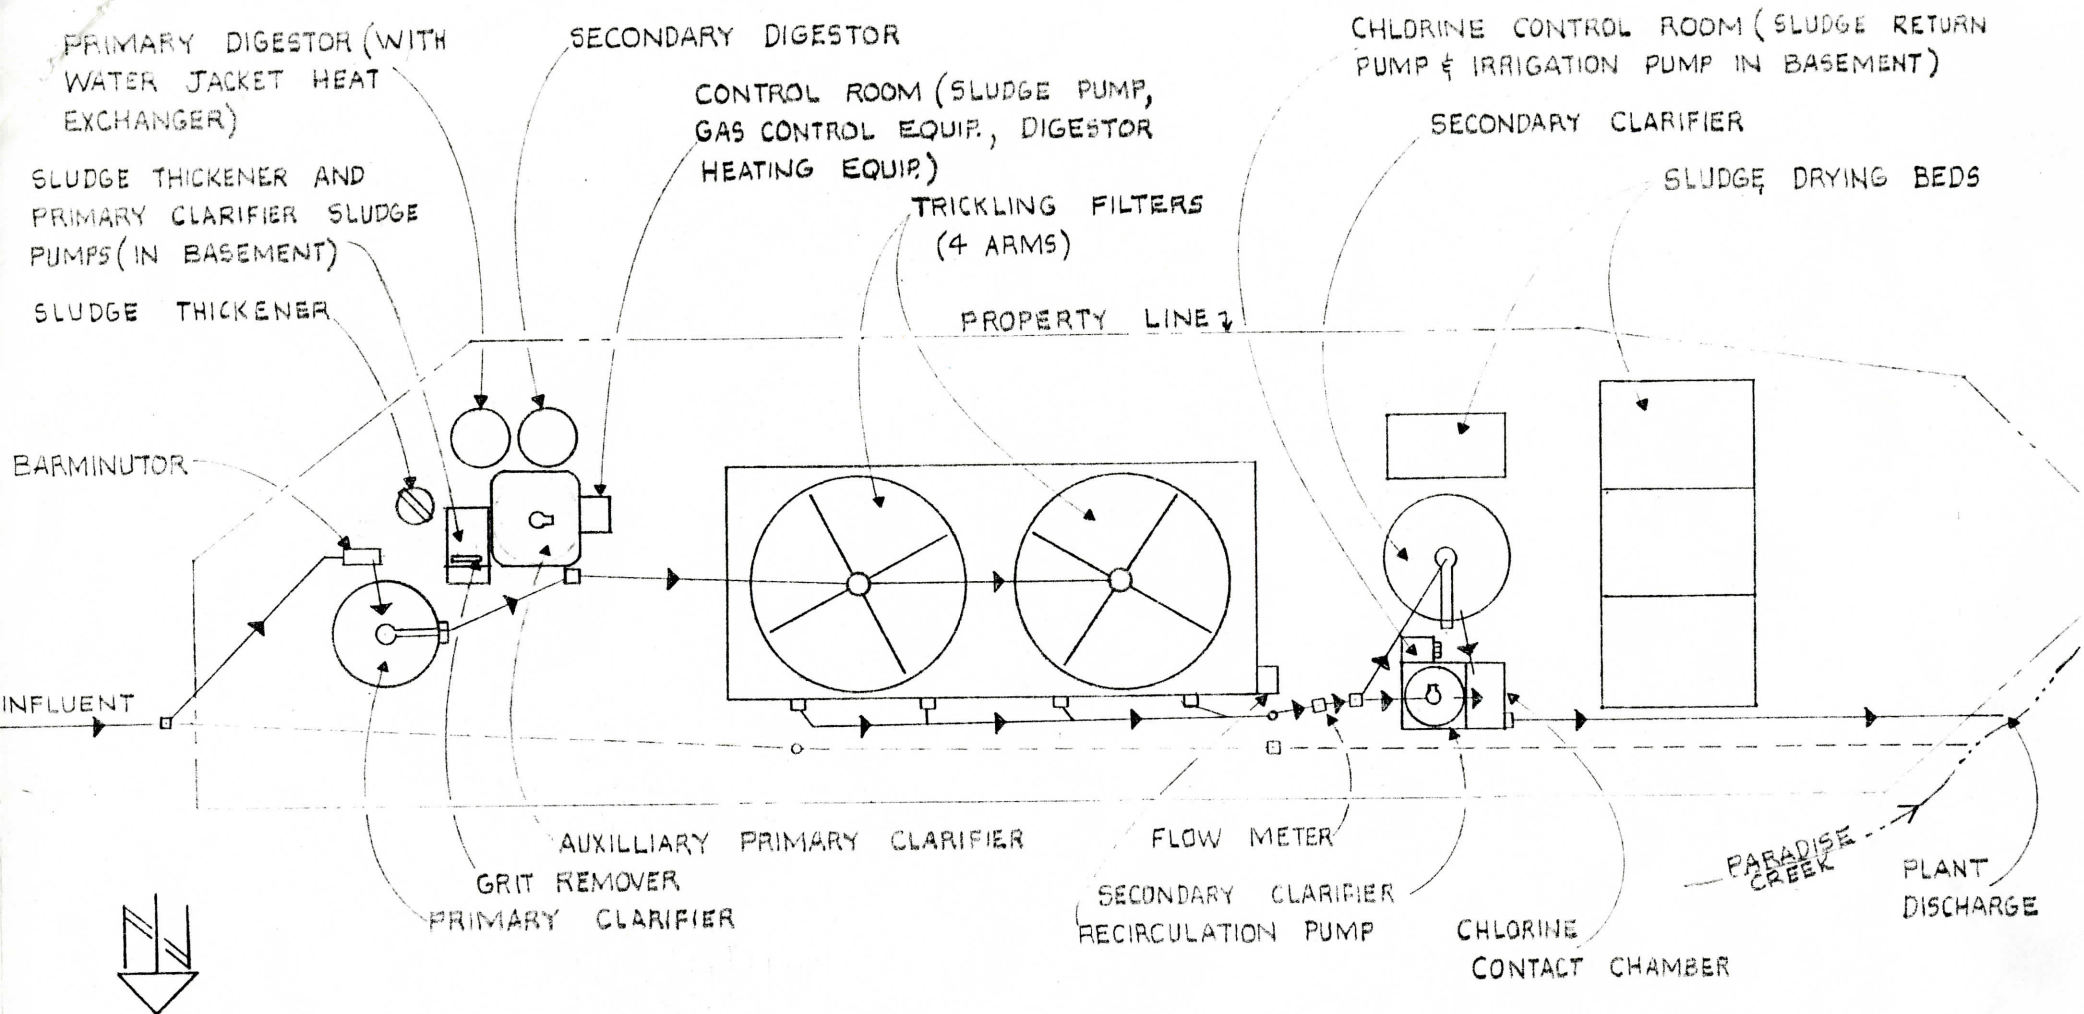 PRIMARY DIGESTOR (WITH
WATER JACKET HEAT
EXCHANGER)
SECONDARY DIGESTOR
CONTROL ROOM (SLUDGE PUMP,
GAS CONTROL EQUIP., DIGESTOR
HEATING EQUIP.)
CHLORINE CONTROL ROOM (SLUDGE RETURN
PUMP & IRRIGATION PUMP IN BASEMENT)
SECONDARY CLARIFIER
SLUDGE DRYING BEDS
SLUDGE THICKENER AND
PRIMARY CLARIFIER SLUDGE
PUMPS (IN BASEMENT)
TRICKLING FILTERS
(4 ARMS)
SLUDGE THICKENER
PROPERTY LINE
BARMINUTOR
INFLUENT
AUXILLIARY PRIMARY CLARIFIER
GRIT REMOVER
PRIMARY CLARIFIER
FLOW METER
SECONDARY CLARIFIER
RECIRCULATION PUMP
CHLORINE
CONTACT CHAMBER
PARADISE
CREEK
PLANT
DISCHARGE
N